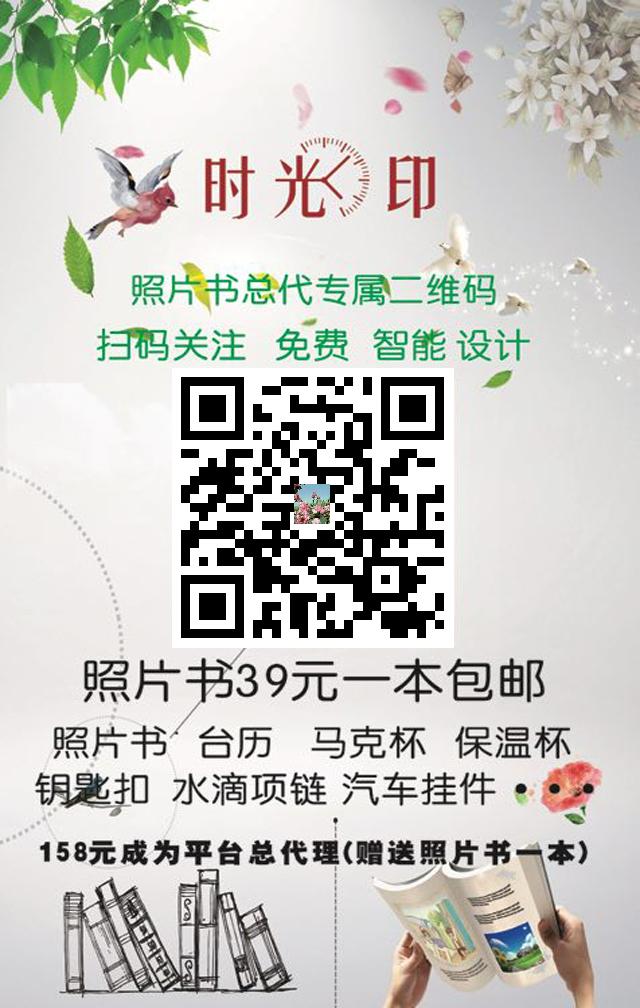 时光印
照片书总代专属二维码
扫码关注 免费 智能 设计
照片书39元一本包邮
照片书 台历 马克杯 保温杯
钥匙扣 水滴项链 汽车挂件
158元成为平台总代理(赠送照片书一本)